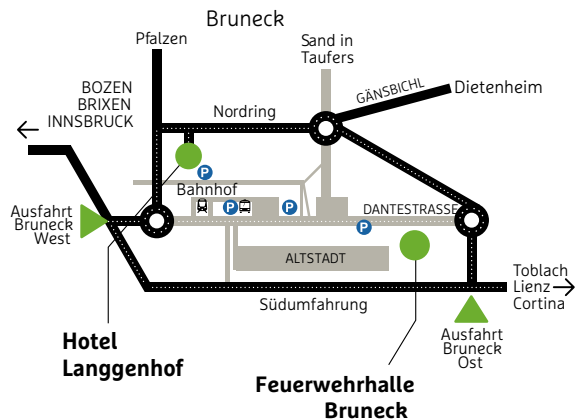 Bruneck
Pfalzen
Sand in
Taufers
GÄNSBICHL
Dietenheim
BOZEN
BRIXEN
INNSBRUCK
Nordring
P
Bahnhof
P
P
DANTESTRASSE
P
Ausfahrt
Bruneck
West
ALTSTADT
Toblach
Lienz
Cortina
Südumfahrung
Hotel
Langgenhof
Ausfahrt
Bruneck
Ost
Feuerwehrhalle
Bruneck